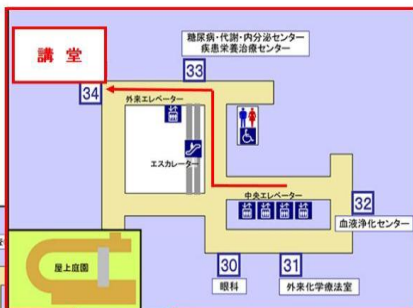 糖尿病・代謝・内分泌センター
疾患栄養治療センター
講 堂
33
34
外来エレベーター
エスカレーター
中央エレベーター
32
血液浄化センター
屋上庭園
30
31
眼科
外来化学療法室